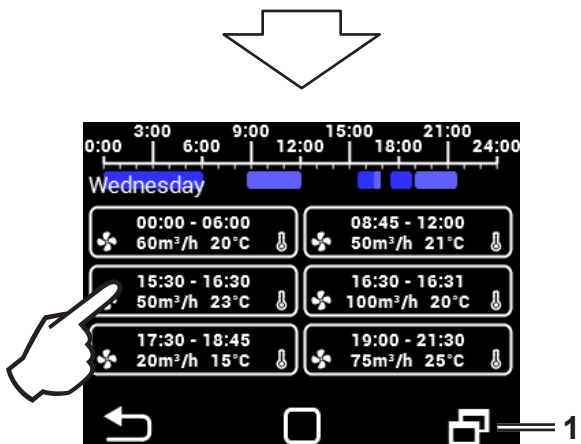 3:00 9:00 15:00 21:00
0:00 6:00 12:00 18:00 24:00
Wednesday
00:00 - 06:00
60m³/h 20°C
08:45 - 12:00
50m³/h 21°C
15:30 - 16:30
50m³/h 23°C
16:30 - 16:31
100m³/h 20°C
17:30 - 18:45
20m³/h 15°C
19:00 - 21:30
75m³/h 25°C
1